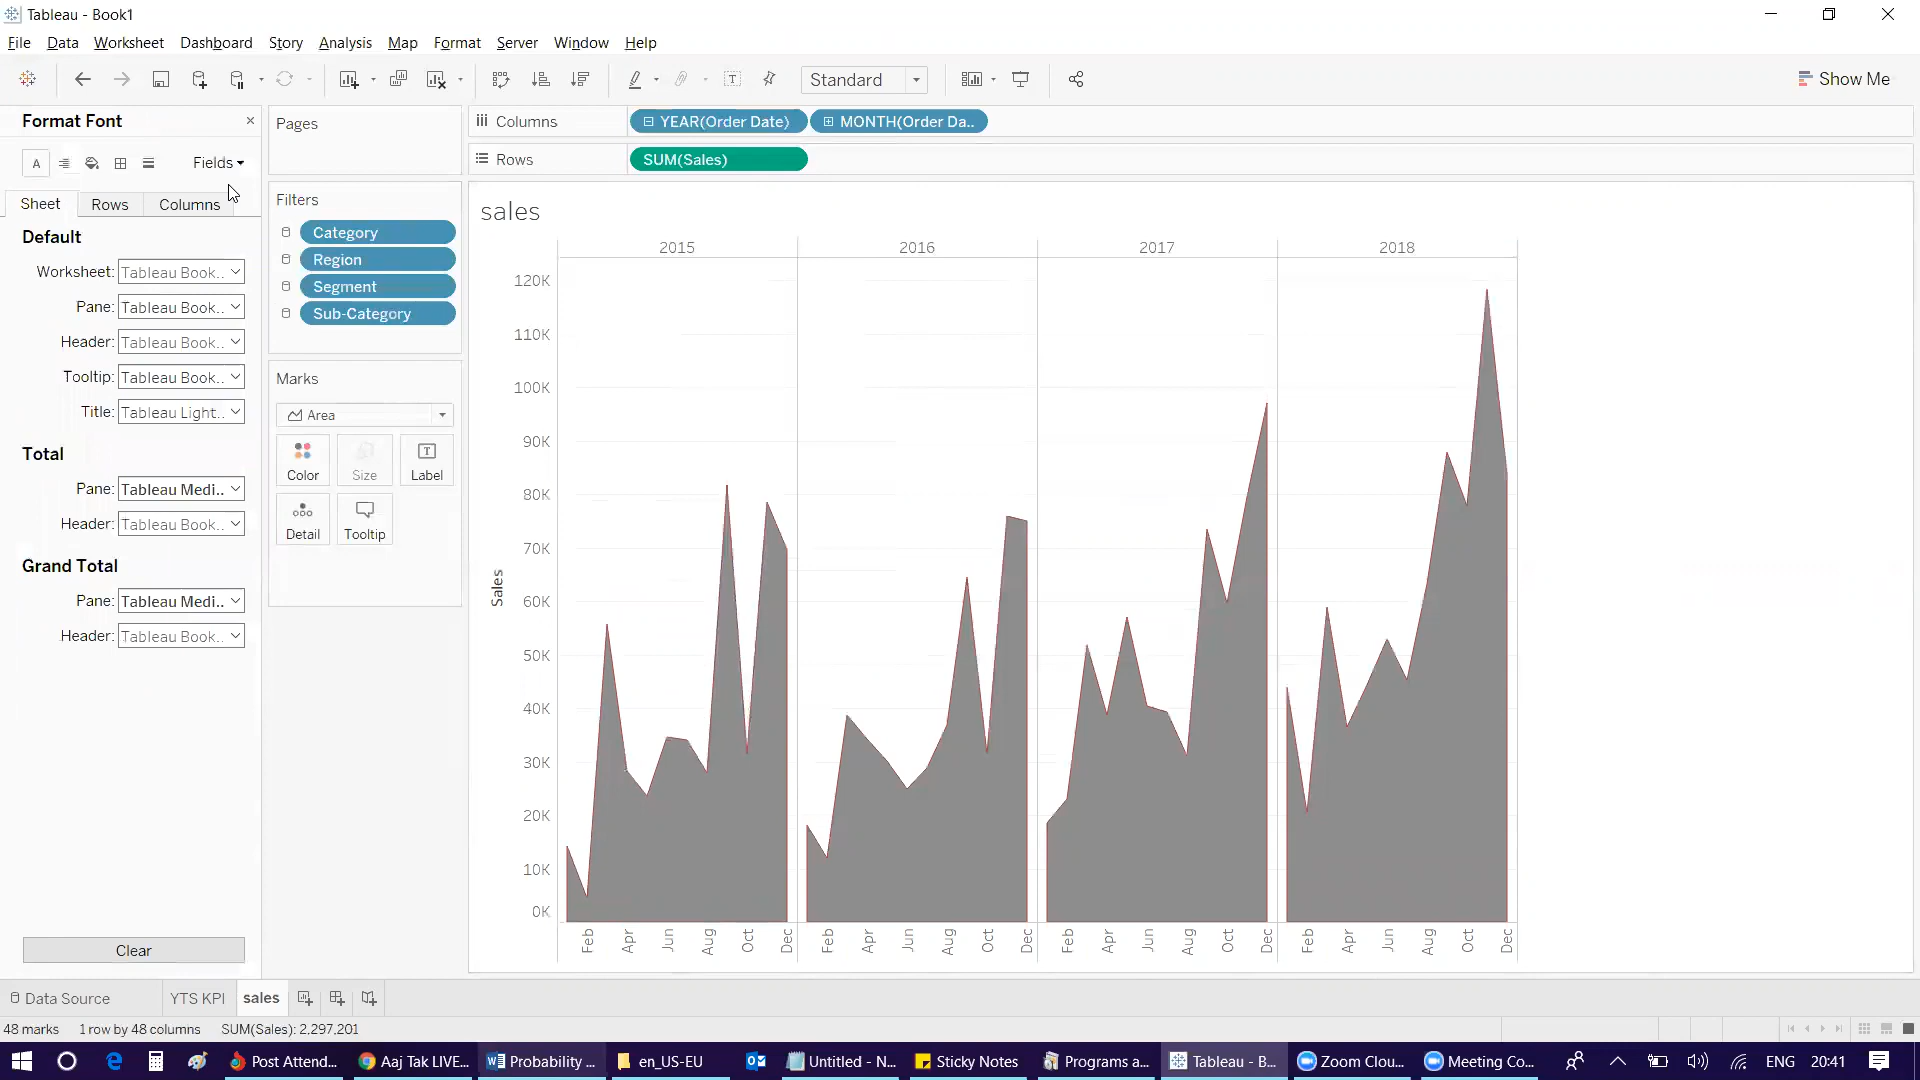 Tableau - Book1
File Data Worksheet Dashboard Story Analysis Map Format Server Window Help
Standard
Show Me
Format Font
Fields
Sheet Rows Columns
Default
Worksheet: Tableau Book..
Pane: Tableau Book..
Header: Tableau Book..
Tooltip: Tableau Book..
Title: Tableau Light..
Total
Pane: Tableau Medi..
Header: Tableau Book..
Grand Total
Pane: Tableau Medi..
Header: Tableau Book..
Clear
Pages
Filters
Category
Region
Segment
Sub-Category
Marks
Area
Color Size Label
Detail Tooltip
Columns YEAR(Order Date) MONTH(Order Da..
Rows SUM(Sales)
sales
2015 2016 2017 2018
120K
110K
100K
90K
80K
70K
60K
50K
40K
30K
20K
10K
0K
Sales
Feb Apr Jun Aug Oct Dec Feb Apr Jun Aug Oct Dec Feb Apr Jun Aug Oct Dec Feb Apr Jun Aug Oct Dec
Data Source YTS KPI sales
48 marks 1 row by 48 columns SUM(Sales): 2,297,201
Post Attend... Aaj Tak LIVE... Probability ... en_US-EU Untitled - N... Sticky Notes Programs a... Tableau - B... Zoom Clou... Meeting Co... ENG 20:41